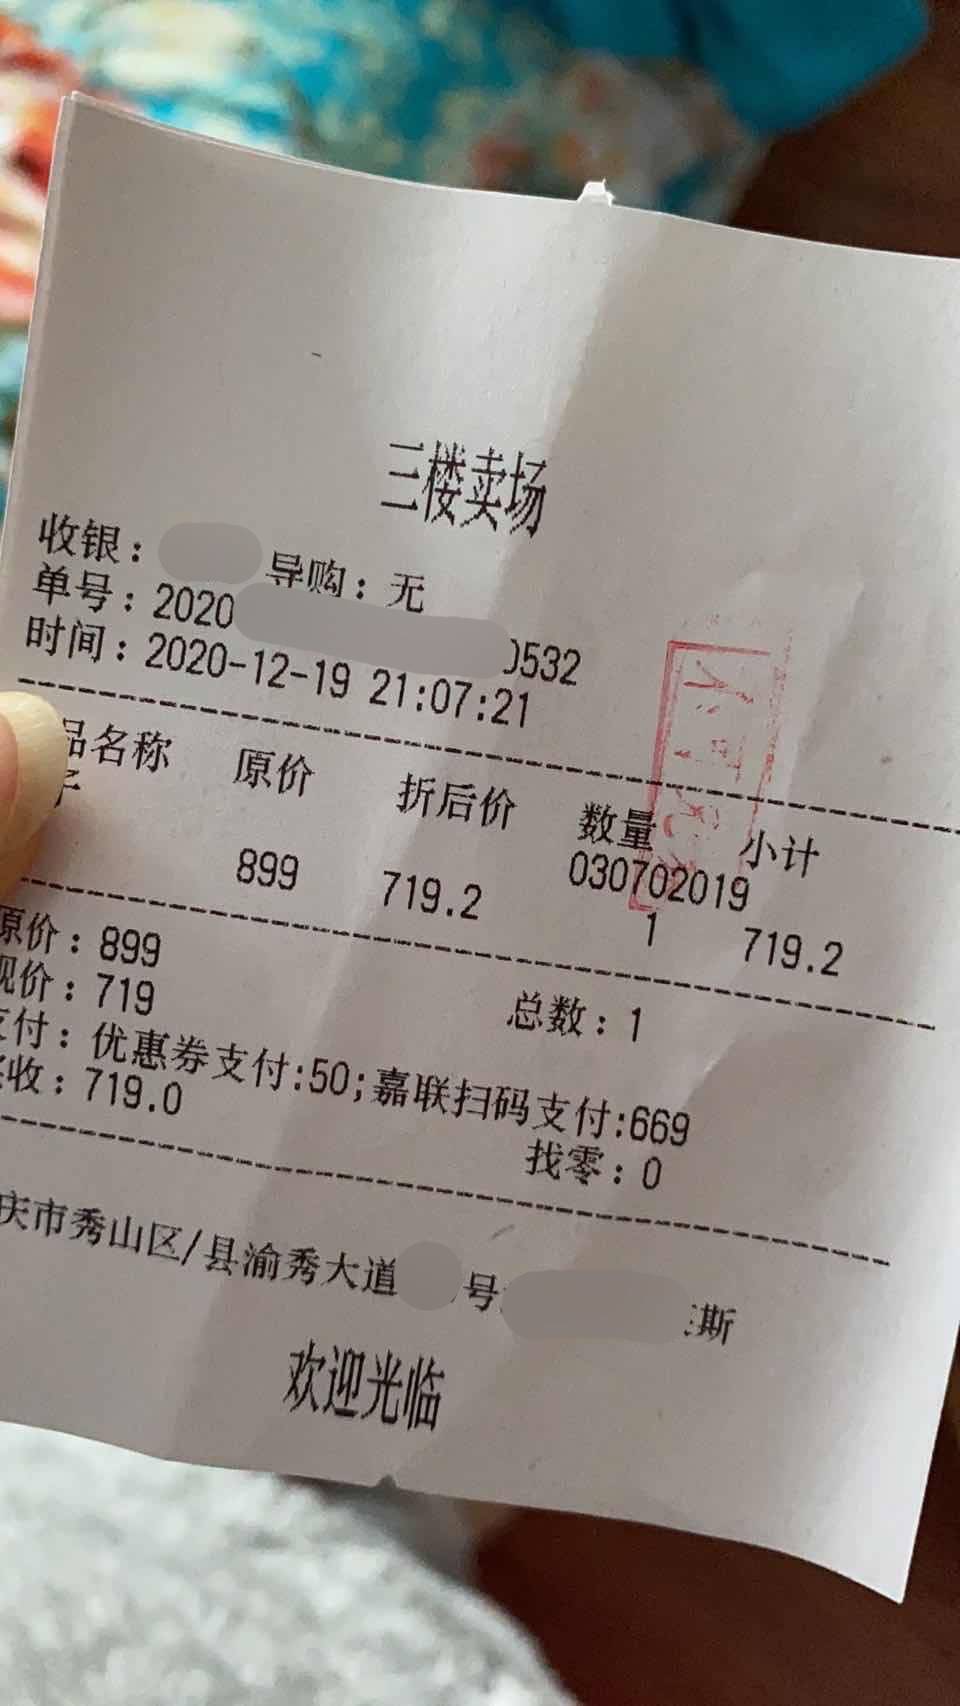 三楼卖场
收银： 导购：无
单号：2020 0532
时间：2020-12-19 21:07:21
品名称 原价 折后价 数量 小计
030702019
899 719.2 1 719.2
原价：899
现价：719 总数：1
支付：优惠券支付:50;嘉联扫码支付:669
实收：719.0 找零：0
庆市秀山区/县渝秀大道 号 斯
欢迎光临